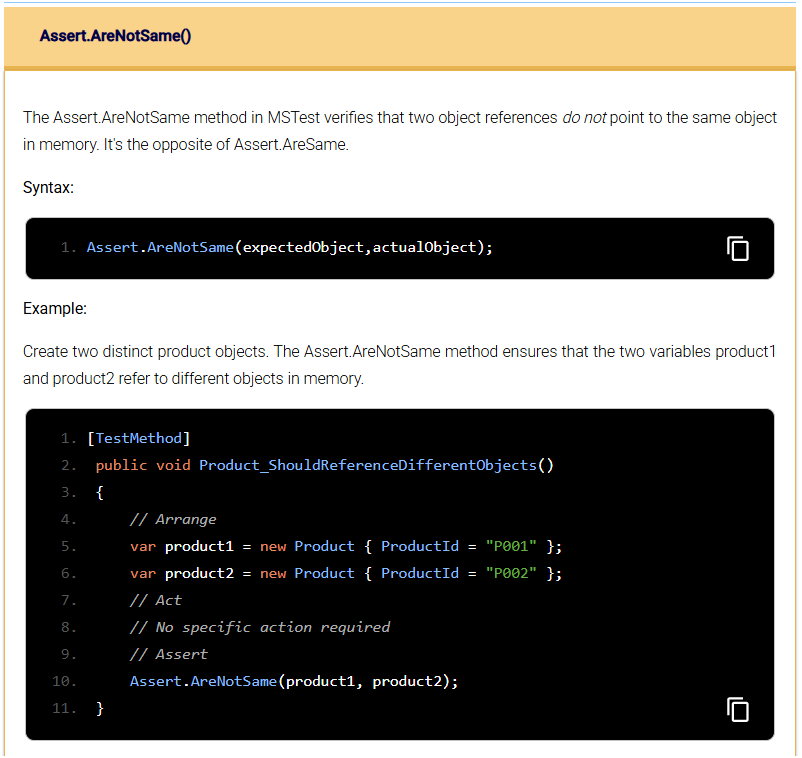 Assert.AreNotSame()
The Assert.AreNotSame method in MSTest verifies that two object references do not point to the same object
in memory. It's the opposite of Assert.AreSame.
Syntax:
1. Assert.AreNotSame(expectedObject,actualObject);
Example:
Create two distinct product objects. The Assert.AreNotSame method ensures that the two variables product1
and product2 refer to different objects in memory.
1. [TestMethod]
2. public void Product_ShouldReferenceDifferentObjects()
3. {
4. // Arrange
5. var product1 = new Product { ProductId = "P001" };
6. var product2 = new Product { ProductId = "P002" };
7. // Act
8. // No specific action required
9. // Assert
10. Assert.AreNotSame(product1, product2);
11. }